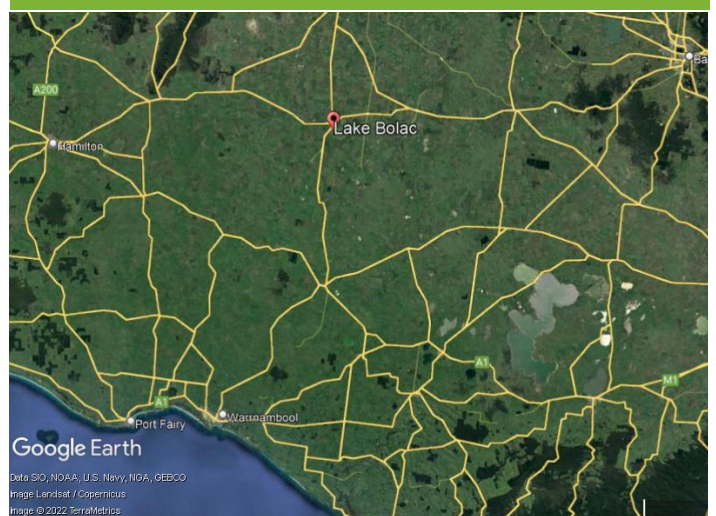 A200
Ba
Lake Bolac
Hamilton
A1
M1
A1
Port Fairy
Warrnambool
Google Earth
Data SIO, NOAA, U.S. Navy, NGA, GEBCO
Image Landsat / Copernicus
Image © 2022 TerraMetrics